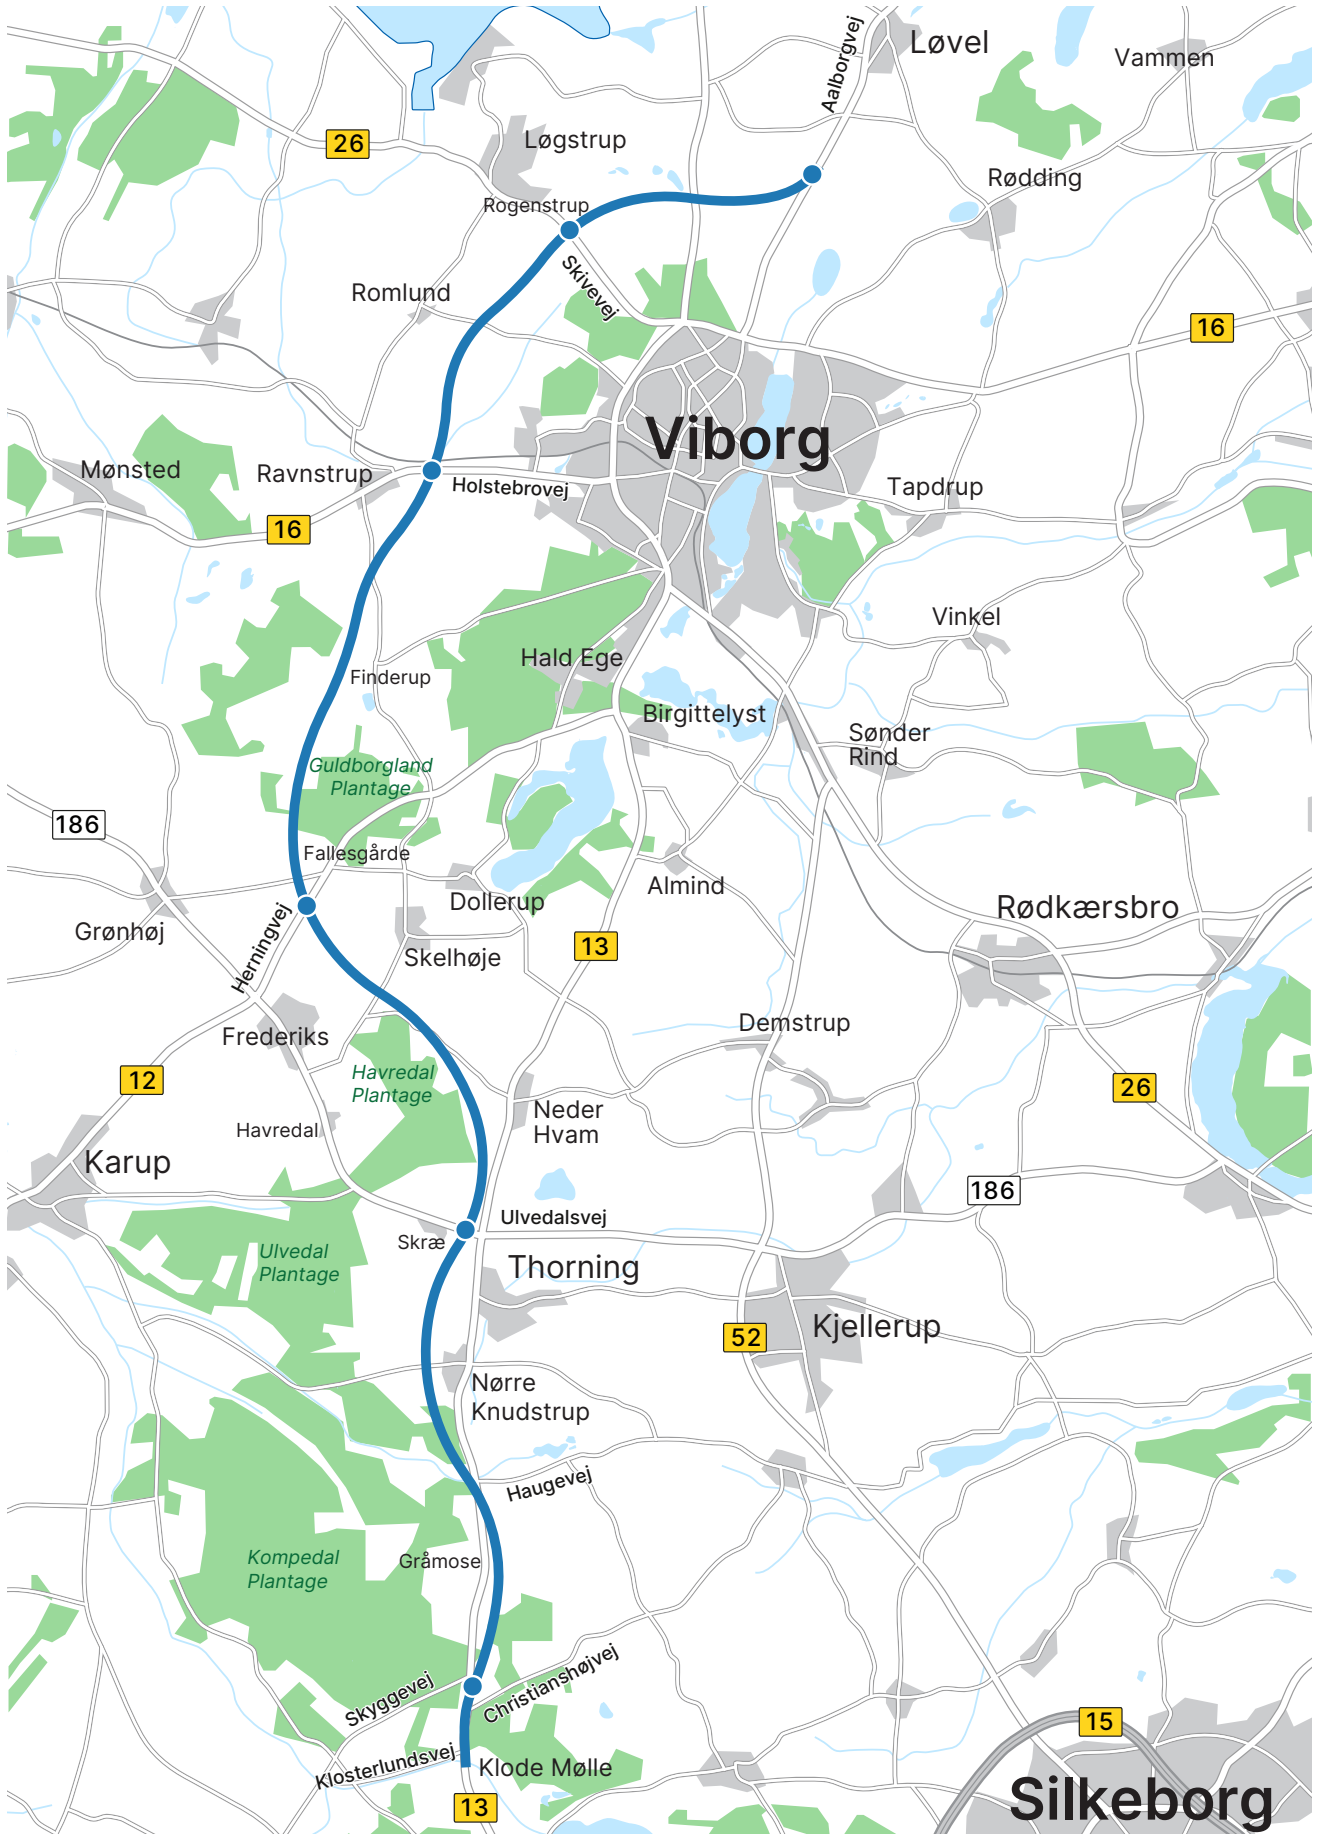 Løvel
Vammen
Aalborgvej
26
Løgstrup
Rødding
Rogenstrup
Skivevej
Romlund
16
Viborg
Mønsted
Ravnstrup
Holstebrovej
Tapdrup
16
Vinkel
Hald Ege
Finderup
Birgittelyst
Sønder
Rind
Guldborgland
Plantage
186
Fallesgårde
Almind
Dollerup
Rødkærsbro
Grønhøj
Herningvej
13
Skelhøje
Frederiks
Demstrup
12
Havredal
Plantage
26
Neder
Hvam
Havredal
Karup
186
Ulvedalsvej
Skræ
Ulvedal
Plantage
Thorning
Kjellerup
52
Nørre
Knudstrup
Haugevej
Kompedal
Plantage
Gråmose
Skyggevej
Christianshøjvej
15
Klosterlundsvej
Klode Mølle
Silkeborg
13